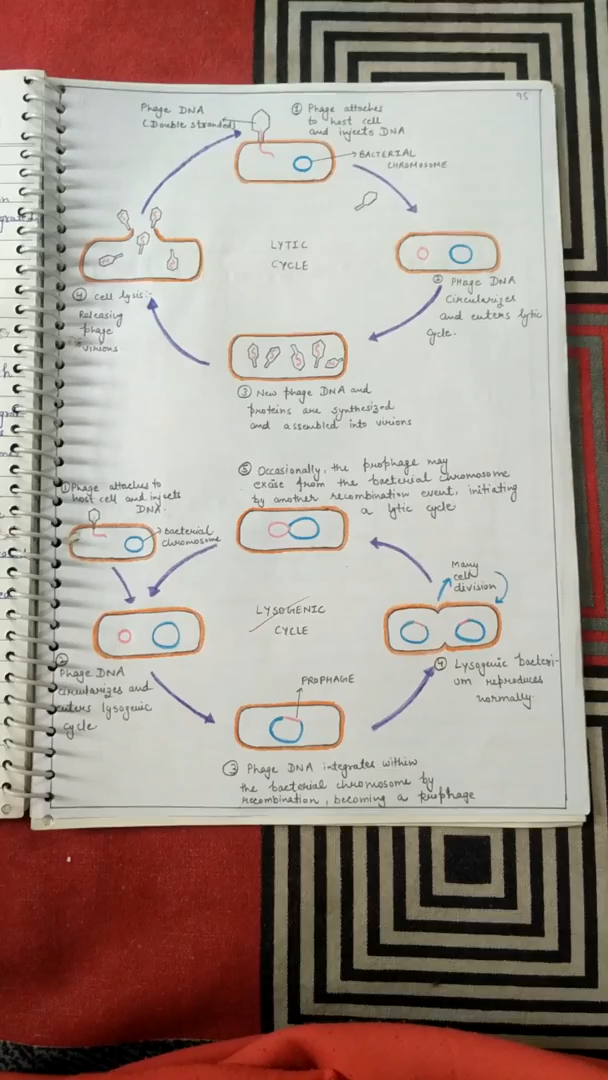 95
Phage DNA
(Double stranded)
① Phage attaches
to host cell
and injects DNA
BACTERIAL
CHROMOSOME
LYTIC
CYCLE
② Phage DNA
Circularizes
and enters lytic
cycle.
③ New phage DNA and
proteins are synthesized
and assembled into virions
④ Cell lysis:-
Releasing
phage
virions
⑤ Occasionally, the prophage may
excise from the bacterial chromosome
by another recombination event, initiating
a lytic cycle
① Phage attaches to
host cell and injects
DNA.
Bacterial
chromosome
LYSOGENIC
CYCLE
Many
cell
division
② Phage DNA
circularizes and
enters lysogenic
cycle
PROPHAGE
④ Lysogenic bacteri-
um reproduces
normally.
③ Phage DNA integrates within
the bacterial chromosome by
recombination, becoming a prophage